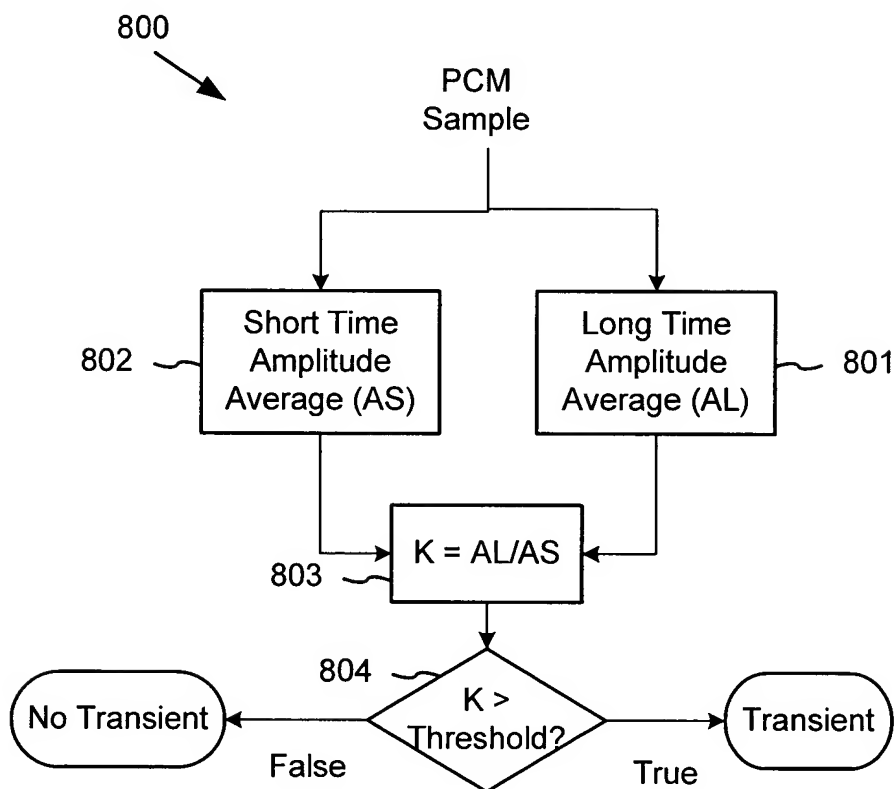 800
PCM
Sample
Short Time
Amplitude
Average (AS)
802
Long Time
Amplitude
Average (AL)
801
K = AL/AS
803
804
K >
Threshold?
No Transient
Transient
False
True